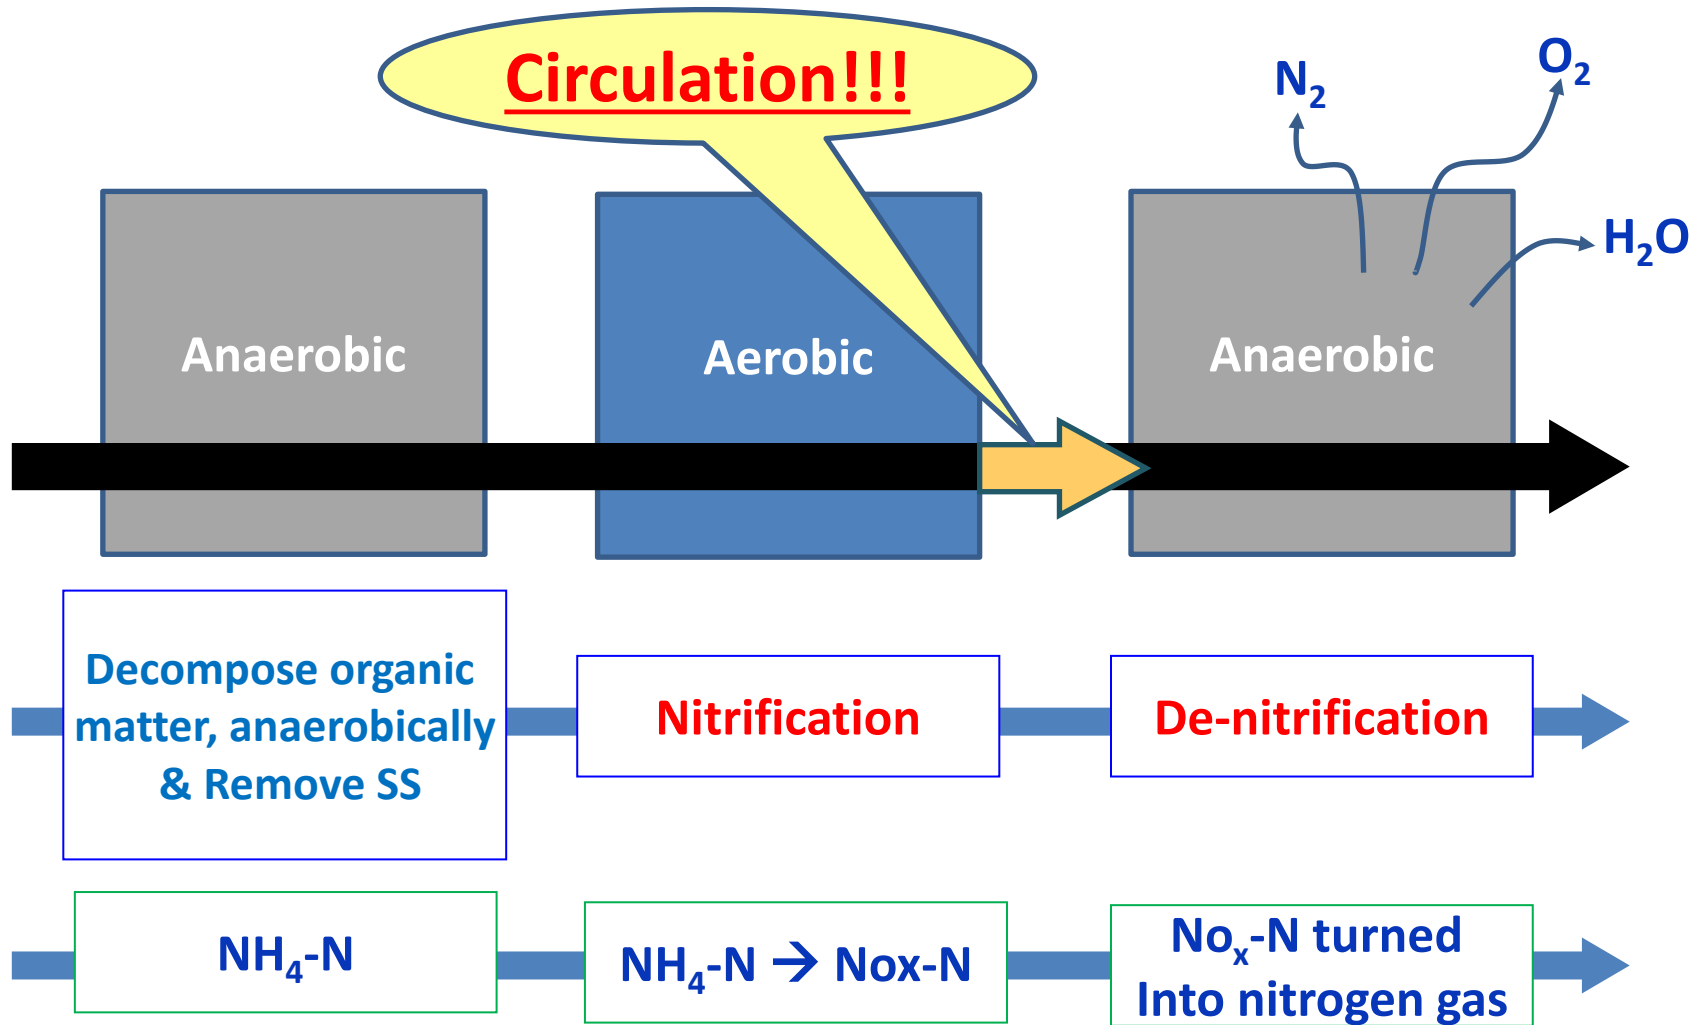 Circulation!!!
N₂
O₂
H₂O
Anaerobic
Aerobic
Anaerobic
Decompose organic
matter, anaerobically
& Remove SS
Nitrification
De-nitrification
NH₄-N
NH₄-N → Nox-N
Noₓ-N turned
Into nitrogen gas